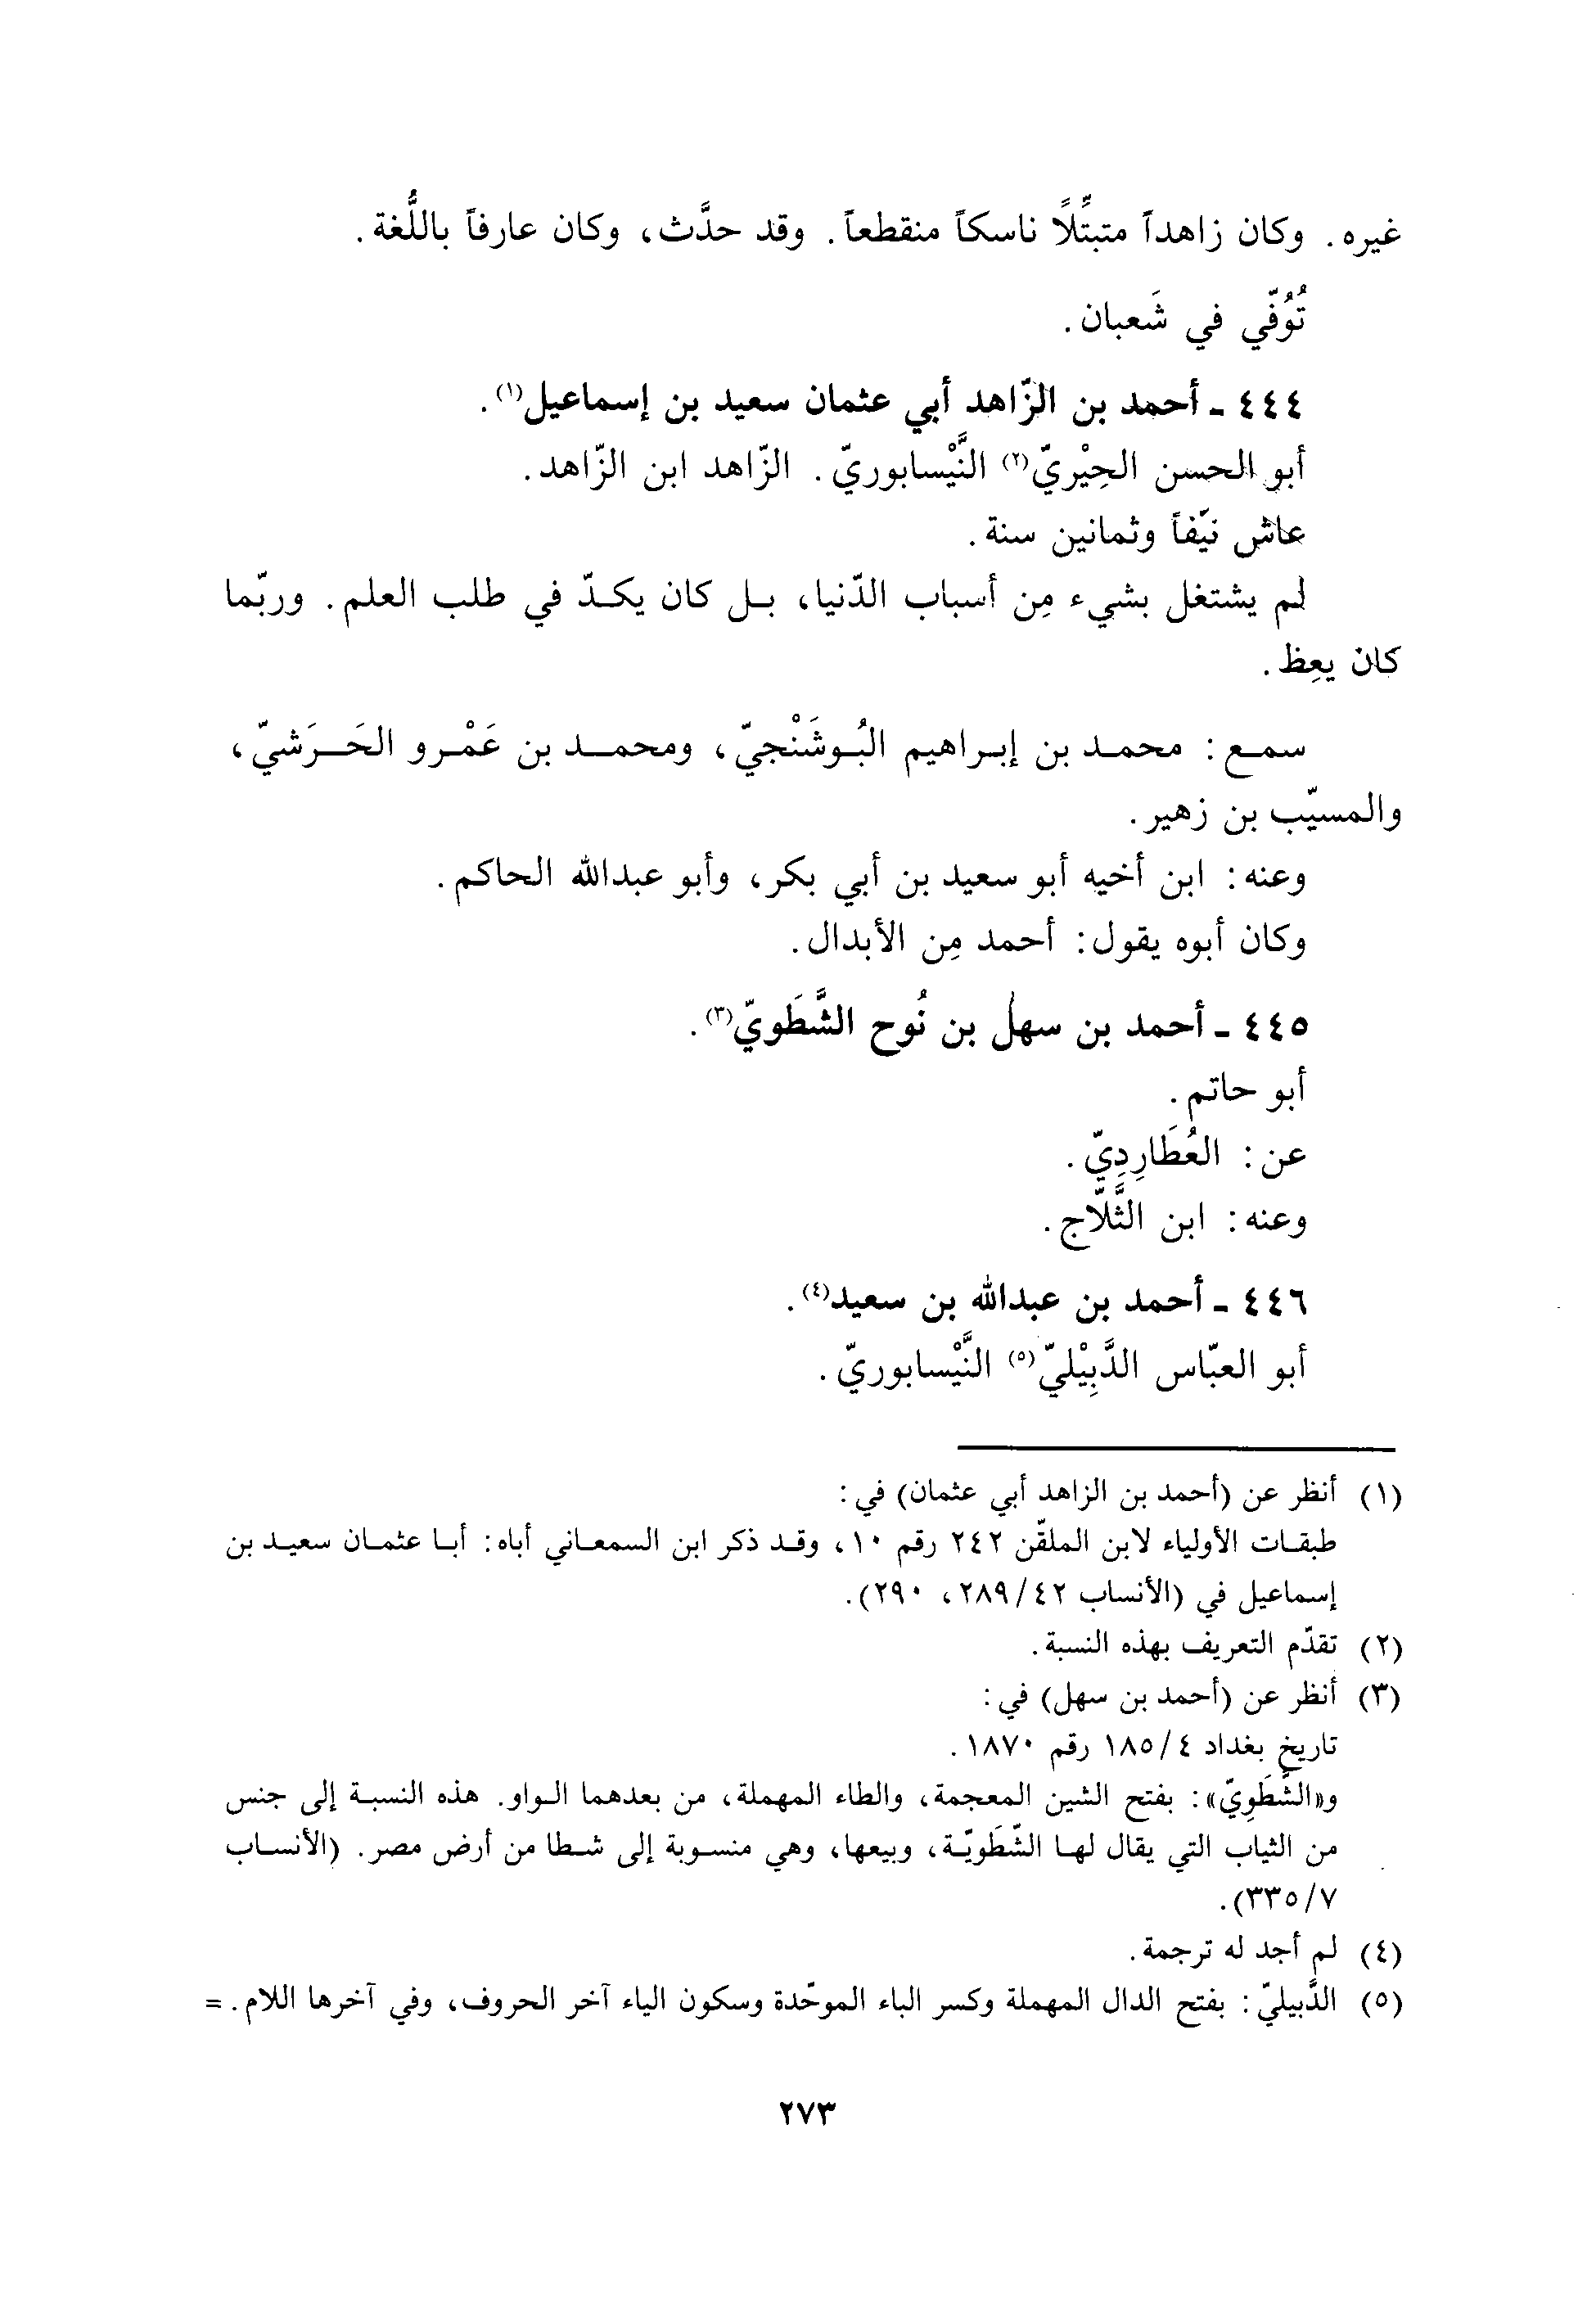 غيره. وكان زاهداً متبتِّلًا ناسكاً منقطعاً. وقد حدَّث، وكان عارفاً باللُّغة.
تُوُفّي في شَعبان.
٤٤٤ ـ أحمد بن الزّاهد أبي عثمان سعيد بن إسماعيل(١).
أبو الحسن الحِيْريّ(٢) النَّيْسابوريّ. الزّاهد ابن الزّاهد.
عاش نيّفاً وثمانين سنة.
لم يشتغل بشيء مِن أسباب الدّنيا، بل كان يكدّ في طلب العلم. وربّما
كان يعِظ.
سمع: محمد بن إبراهيم البُوشَنْجيّ، ومحمد بن عَمْرو الحَرَشيّ،
والمسيّب بن زهير.
وعنه: ابن أخيه أبو سعيد بن أبي بكر، وأبو عبدالله الحاكم.
وكان أبوه يقول: أحمد مِن الأبدال.
٤٤٥ ـ أحمد بن سهل بن نُوح الشَّطَويّ(٣).
أبو حاتم.
عن: العُطَارِدِيّ.
وعنه: ابن الثَّلّاج.
٤٤٦ ـ أحمد بن عبدالله بن سعيد(٤).
أبو العبّاس الدَّبِيْليّ(٥) النَّيْسابوريّ.
(١) أنظر عن (أحمد بن الزاهد أبي عثمان) في:
طبقات الأولياء لابن الملقّن ٢٤٢ رقم ١٠، وقد ذكر ابن السمعاني أباه: أبا عثمان سعيد بن
إسماعيل في (الأنساب ٢٨٩/٤٢، ٢٩٠).
(٢) تقدّم التعريف بهذه النسبة.
(٣) أنظر عن (أحمد بن سهل) في:
تاريخ بغداد ١٨٥/٤ رقم ١٨٧٠.
و«الشَّطَوِيّ»: بفتح الشين المعجمة، والطاء المهملة، من بعدهما الواو. هذه النسبة إلى جنس
من الثياب التي يقال لها الشّطَويّة، وبيعها، وهي منسوبة إلى شطا من أرض مصر. (الأنساب
٣٣٥/٧).
(٤) لم أجد له ترجمة.
(٥) الدَّبيليّ: بفتح الدال المهملة وكسر الباء الموحّدة وسكون الياء آخر الحروف، وفي آخرها اللام. =
٢٧٣